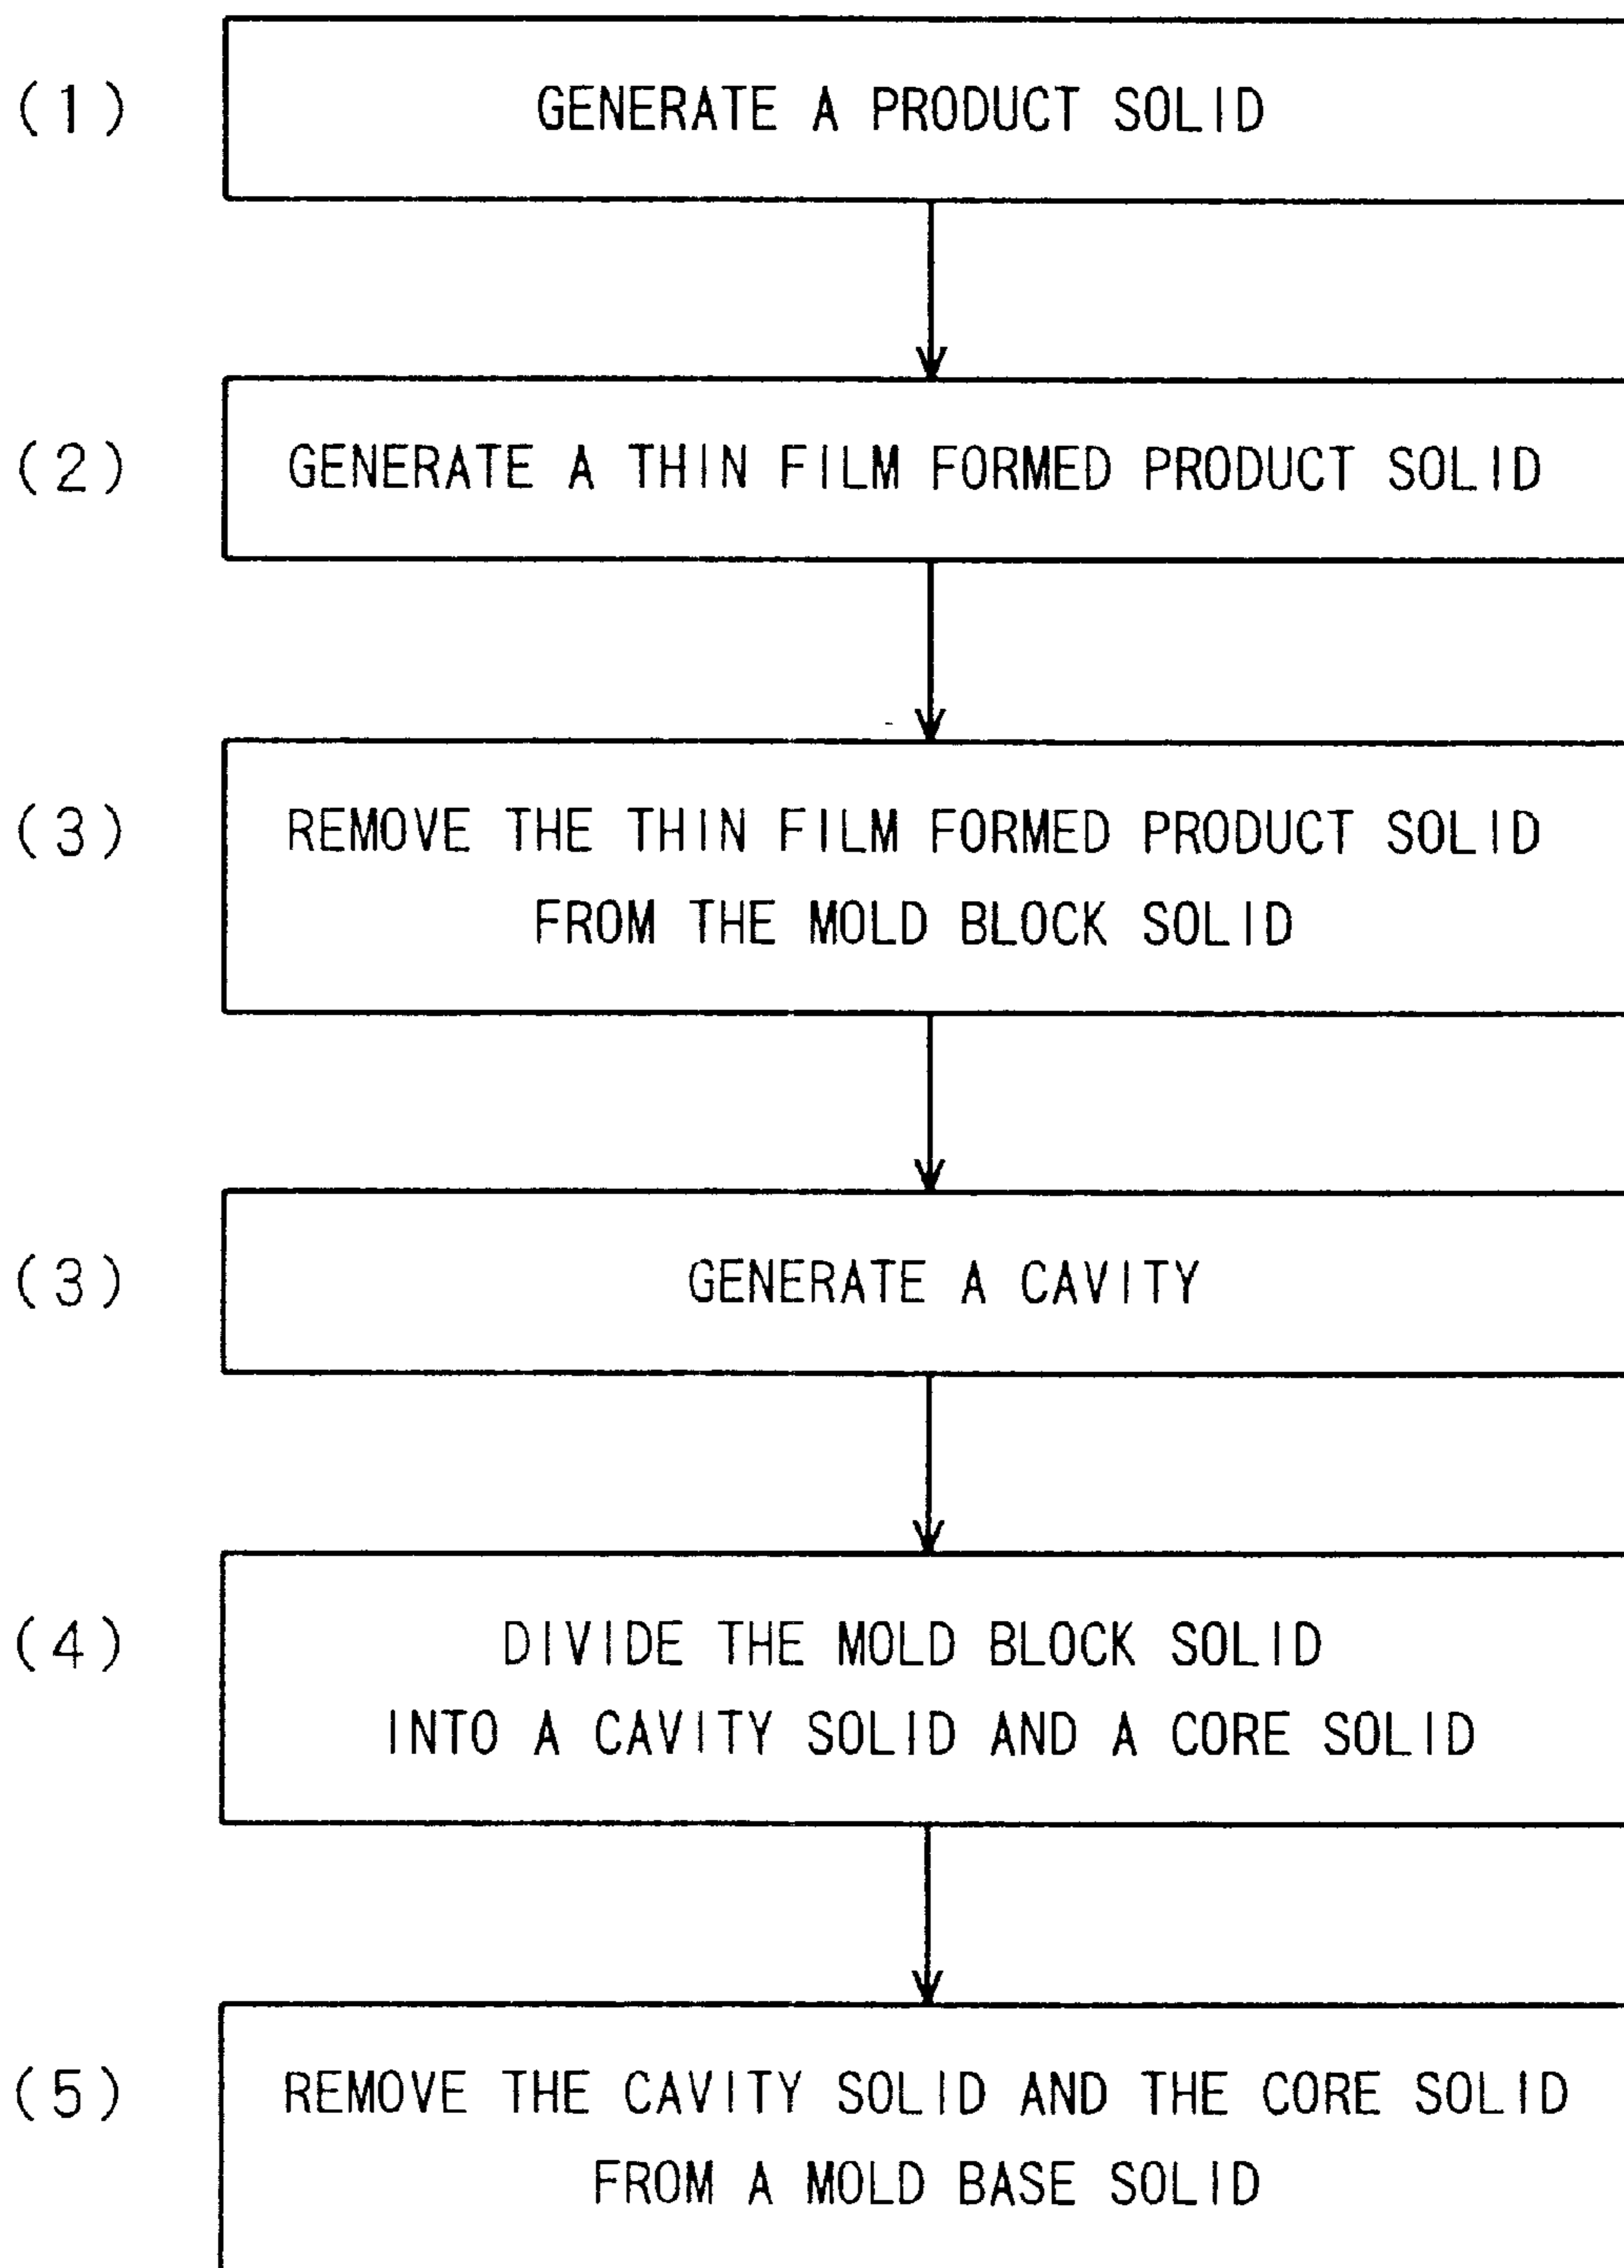 (1)
GENERATE A PRODUCT SOLID
(2)
GENERATE A THIN FILM FORMED PRODUCT SOLID
(3)
REMOVE THE THIN FILM FORMED PRODUCT SOLID
FROM THE MOLD BLOCK SOLID
(3)
GENERATE A CAVITY
(4)
DIVIDE THE MOLD BLOCK SOLID
INTO A CAVITY SOLID AND A CORE SOLID
(5)
REMOVE THE CAVITY SOLID AND THE CORE SOLID
FROM A MOLD BASE SOLID